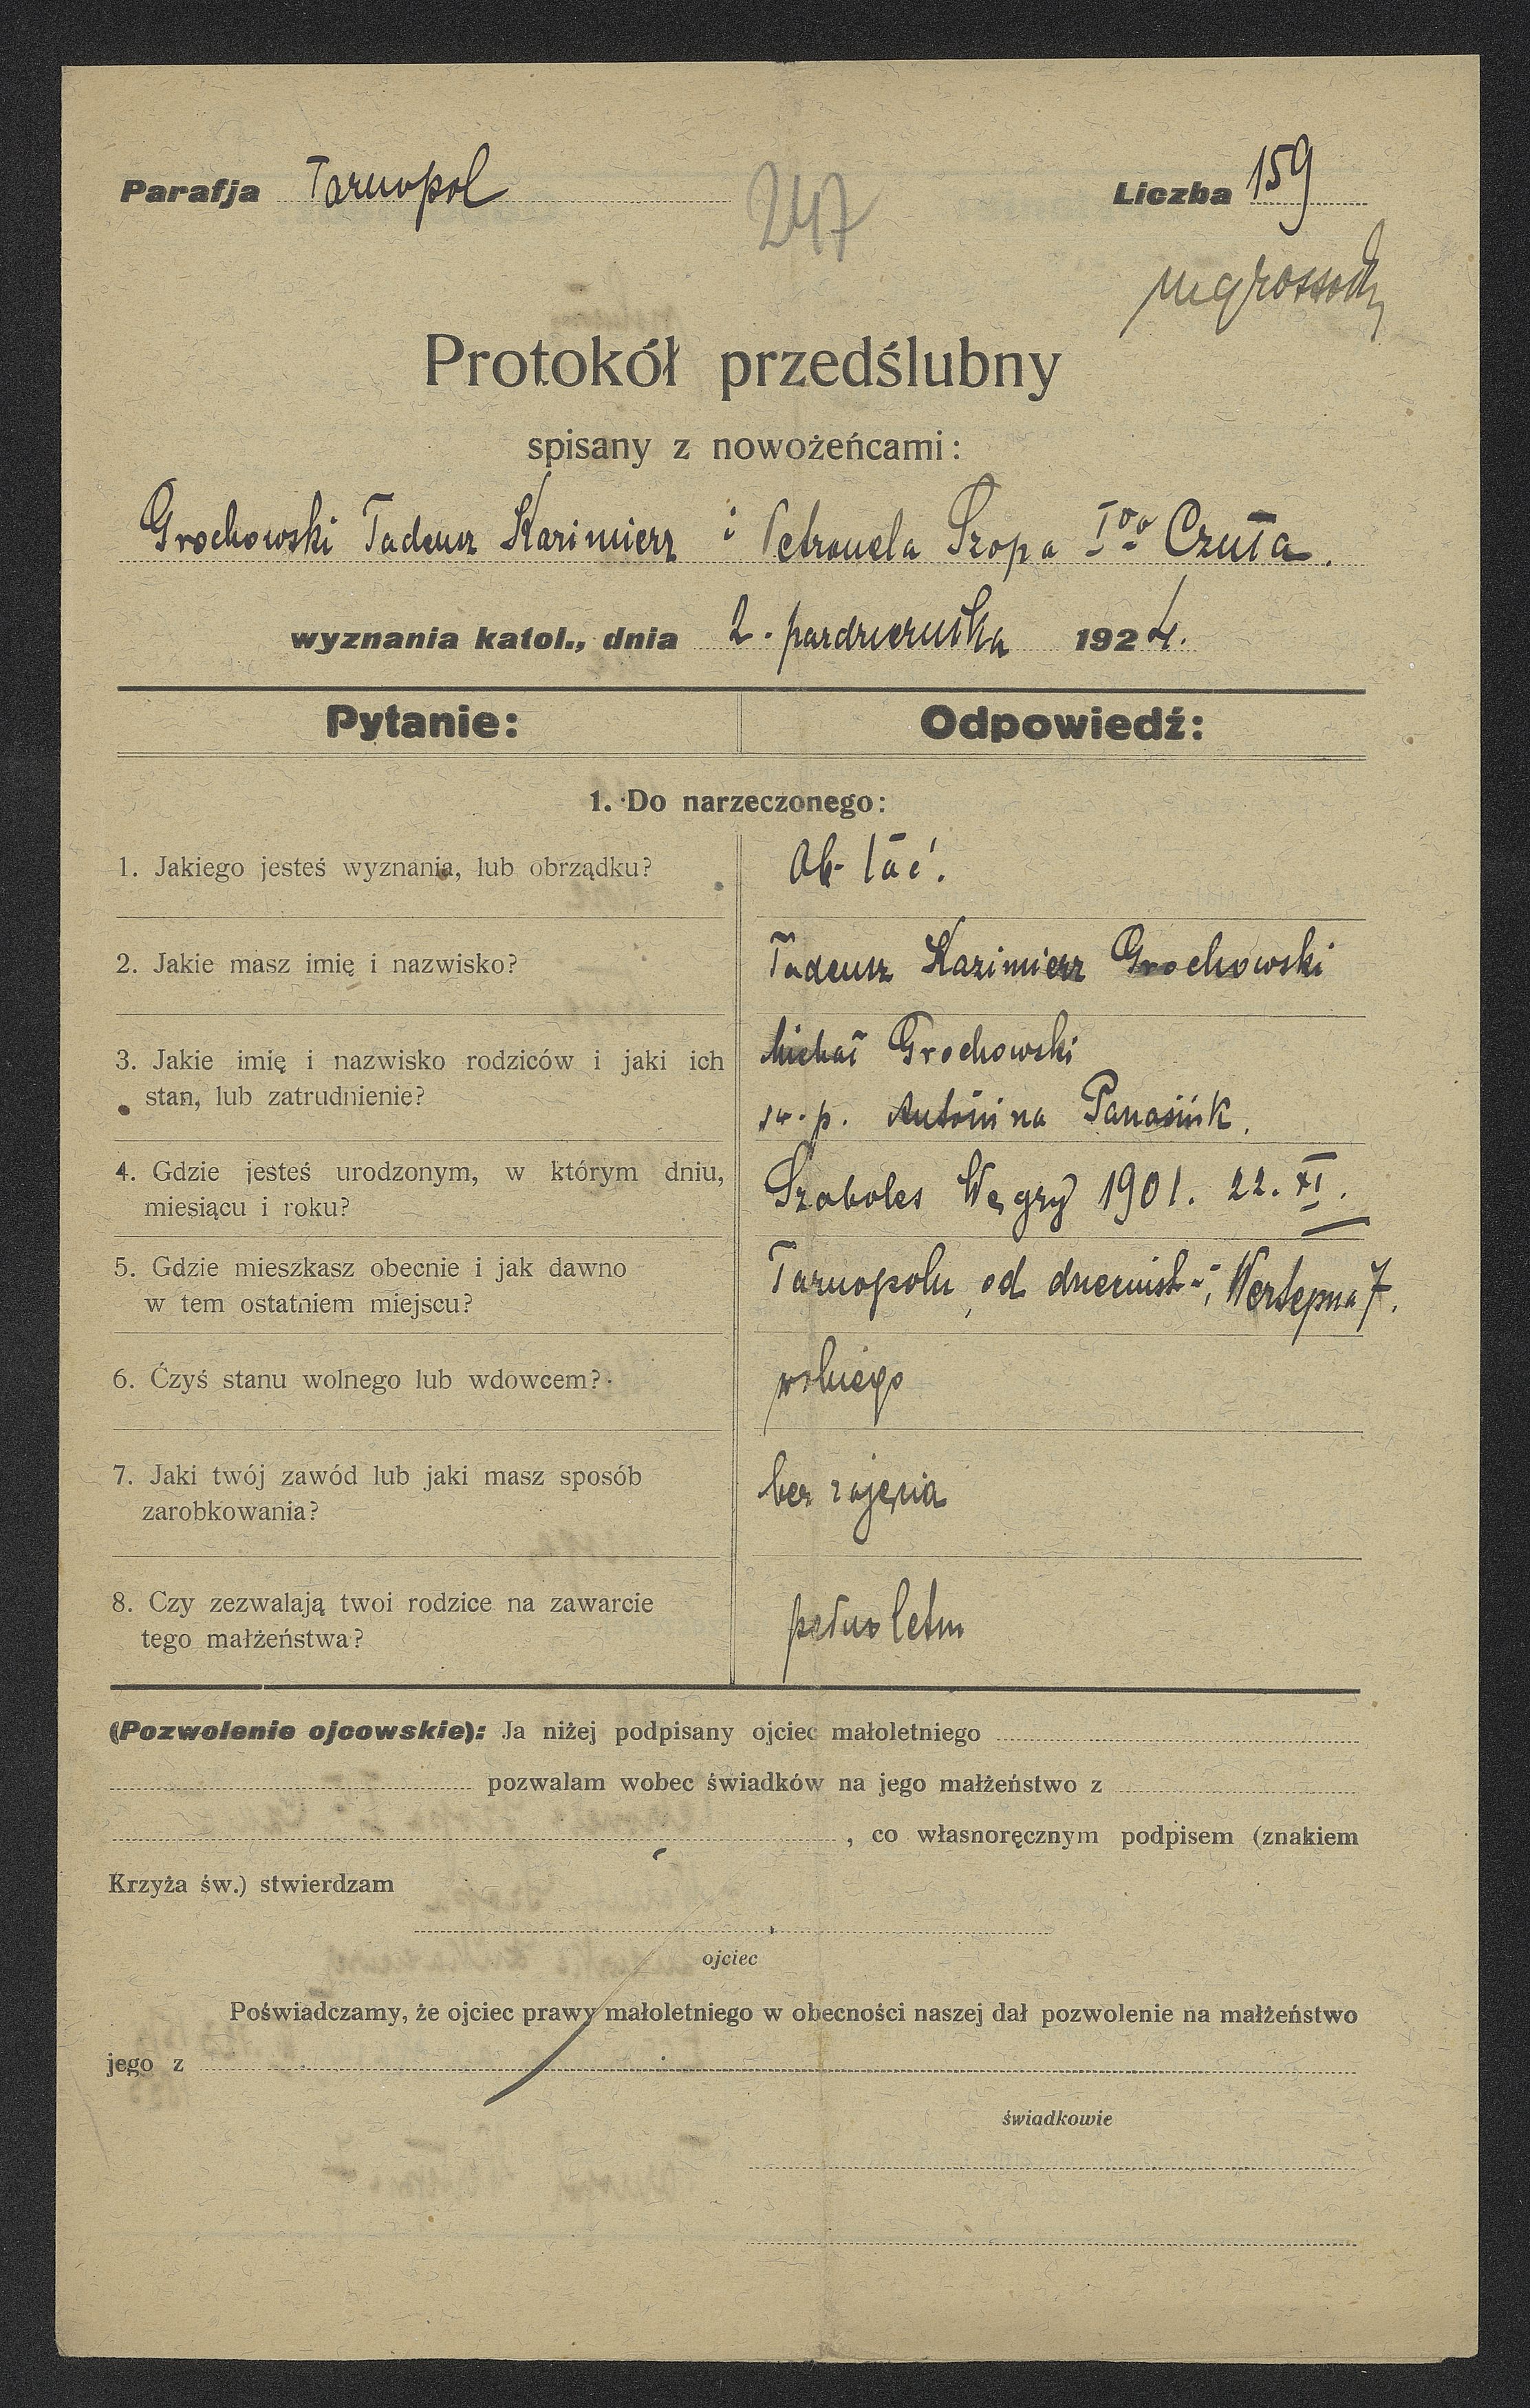 Parafja Tarnopol
247
Liczba 159
Protokół przedślubny
spisany z nowożeńcami:
Grochowski Tadeusz Kazimierz i Petronela Szopa Ivo Czuła.
wyznania katol., dnia 2. października 1924.
Pytanie: Odpowiedź:
1. Do narzeczonego:
1. Jakiego jesteś wyznania, lub obrządku? Ob. łać.
2. Jakie masz imię i nazwisko? Tadeusz Kazimierz Grochowski
3. Jakie imię i nazwisko rodziców i jaki ich Michał Grochowski
stan, lub zatrudnienie? św. p. Antonina Panasiuk.
4. Gdzie jesteś urodzonym, w którym dniu, Szaboles Węgry 1901. 22. XI.
miesiącu i roku?
5. Gdzie mieszkasz obecnie i jak dawno Tarnopolu, od Wertepna 7.
w tem ostatniem miejscu?
6. Czyś stanu wolnego lub wdowcem? wolnego
7. Jaki twój zawód lub jaki masz sposób bez zajęcia
zarobkowania?
8. Czy zezwalają twoi rodzice na zawarcie pełnoletni
tego małżeństwa?
(Pozwolenie ojcowskie): Ja niżej podpisany ojciec małoletniego
pozwalam wobec świadków na jego małżeństwo z
, co własnoręcznym podpisem (znakiem
Krzyża św.) stwierdzam
ojciec
Poświadczamy, że ojciec prawy małoletniego w obecności naszej dał pozwolenie na małżeństwo
jego z
świadkowie